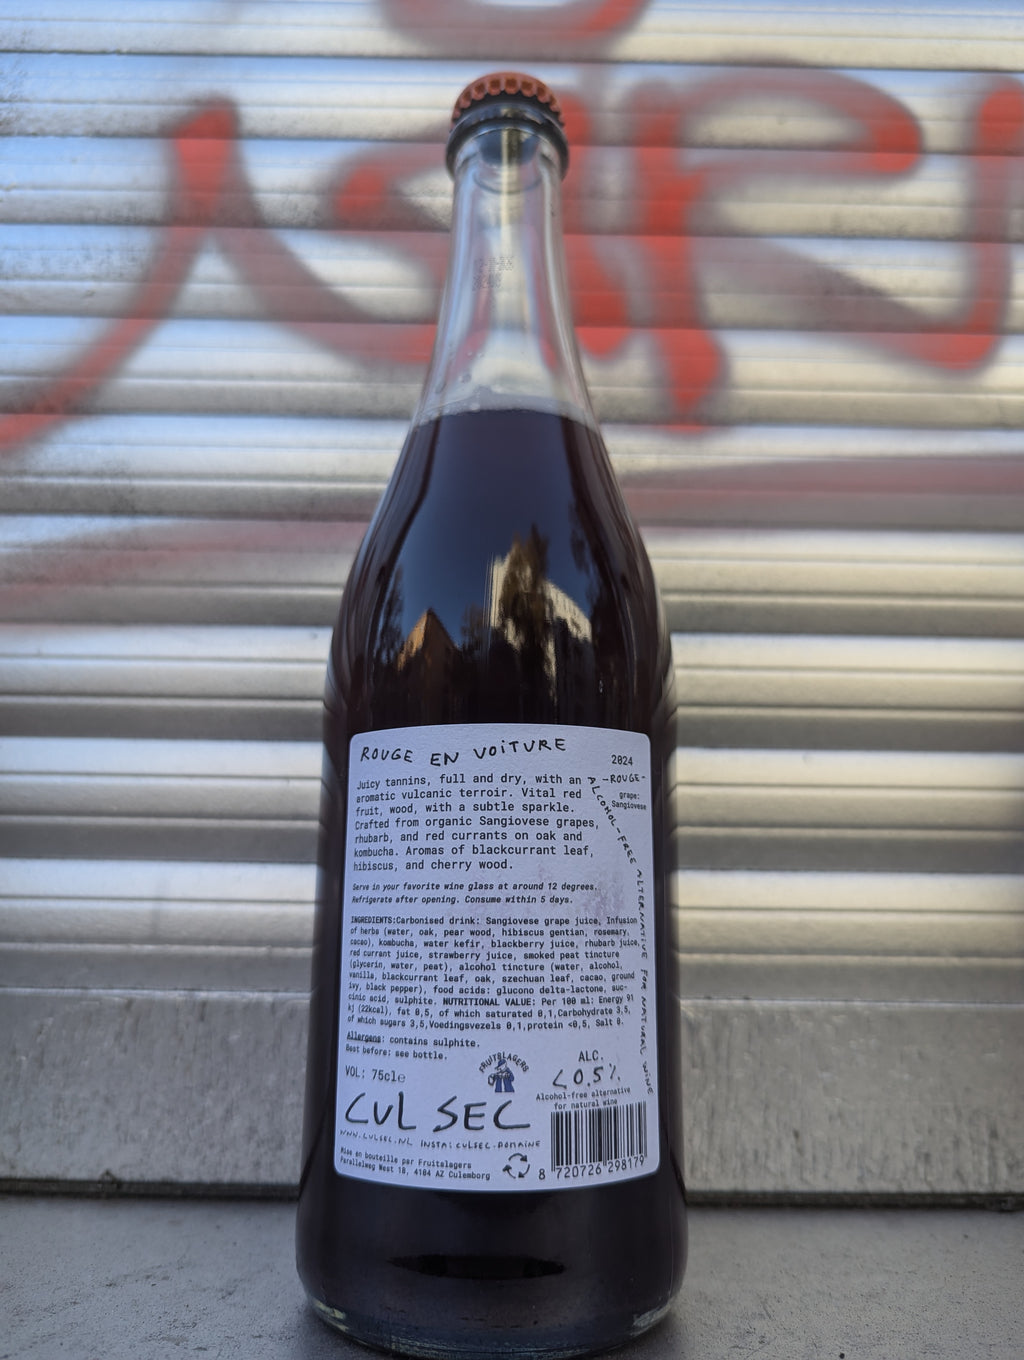 ROUGE EN VOITURE
2024
-ROUGE-
grape:
Sangiovese
Juicy tannins, full and dry, with an
aromatic vulcanic terroir. Vital red
fruit, wood, with a subtle sparkle.
Crafted from organic Sangiovese grapes,
rhubarb, and red currants on oak and
kombucha. Aromas of blackcurrant leaf,
hibiscus, and cherry wood.
ALCOHOL-FREE ALTERNATIVE FOR NATURAL WINE
Serve in your favorite wine glass at around 12 degrees.
Refrigerate after opening. Consume within 5 days.
INGREDIENTS:Carbonised drink: Sangiovese grape juice, Infusion
of herbs (water, oak, pear wood, hibiscus gentian, rosemary,
cacao), kombucha, water kefir, blackberry juice, rhubarb juice,
red currant juice, strawberry juice, smoked peat tincture
(glycerin, water, peat), alcohol tincture (water, alcohol,
vanilla, blackcurrant leaf, oak, szechuan leaf, cacao, ground
ivy, black pepper), food acids: glucono delta-lactone, suc-
cinic acid, sulphite. NUTRITIONAL VALUE: Per 100 ml: Energy 91
kj (22kcal), fat 0,5, of which saturated 0,1,Carbohydrate 3,5,
of which sugars 3,5,Voedingsvezels 0,1,protein <0,5, Salt 0.
Allergens: contains sulphite.
Best before: see bottle.
VOL: 75cl℮
FRUITSLAGERS
ALC.
<0.5%
Alcohol-free alternative
for natural wine
CUL SEC
WWW.CULSEC.NL INSTA:CULSEC.DOMAINE
Mise en bouteille par Fruitslagers
Parallelweg West 18, 4104 AZ Culemborg
8 720726 298179